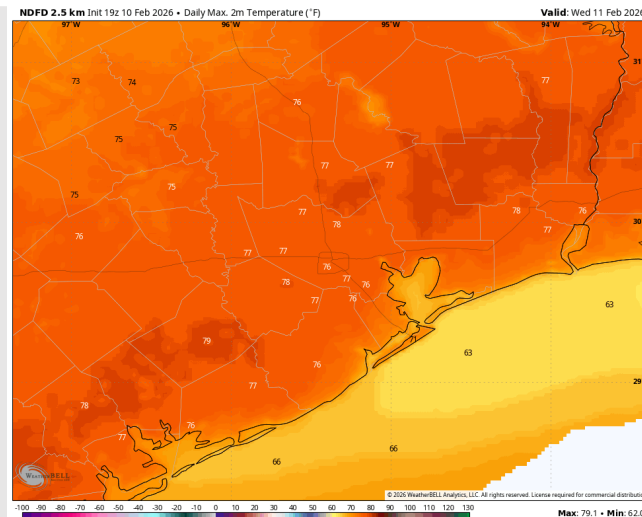 NDFD 2.5 km Init 19z 10 Feb 2026 • Daily Max. 2m Temperature (°F)
Valid: Wed 11 Feb 2026
97°W 96°W 95°W 94°W
31
73 74 77
76
75 75
77 77
75 75
77 78 76
30
76 78 77
77 77
76
78 77 76
77 76
63
79 71
63
76
29
77
78 76
77
66 66
WeatherBELL
© 2026 WeatherBELL Analytics, LLC. All rights reserved. License required for commercial distributi
-100 -90 -80 -70 -60 -50 -40 -30 -20 -10 0 10 20 30 40 50 60 70 80 90 100 110 120 130
Max: 79.1 • Min: 62.